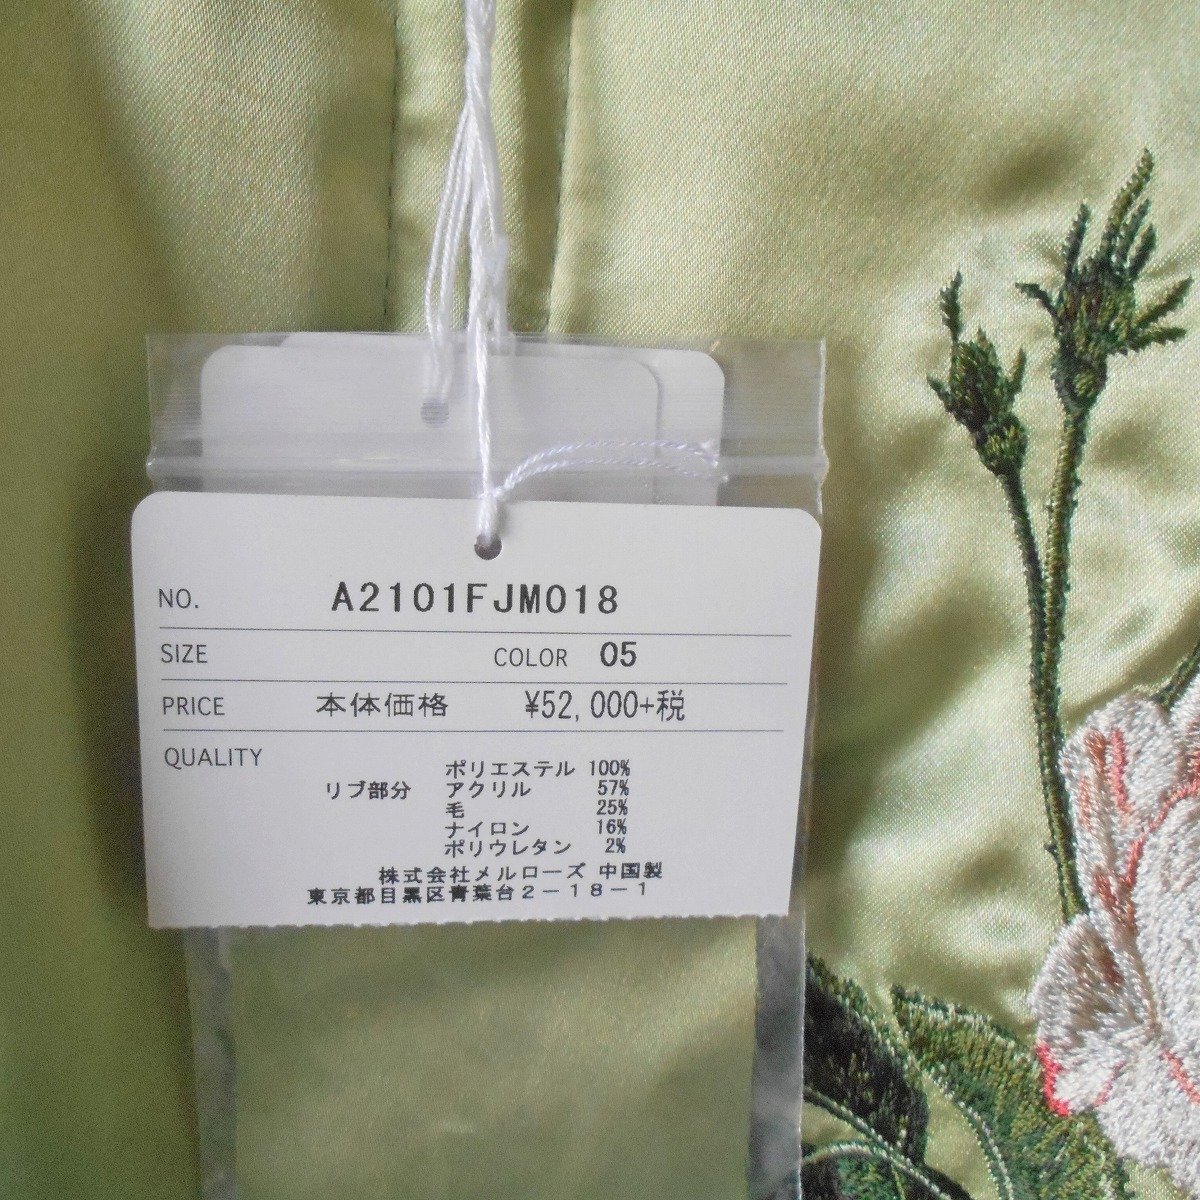 NO. A2101FJM018
SIZE COLOR 05
PRICE 本体価格 ¥52,000+税
QUALITY
ポリエステル 100%
リブ部分 アクリル 57%
毛 25%
ナイロン 16%
ポリウレタン 2%
株式会社メルローズ 中国製
東京都目黒区青葉台2-18-1